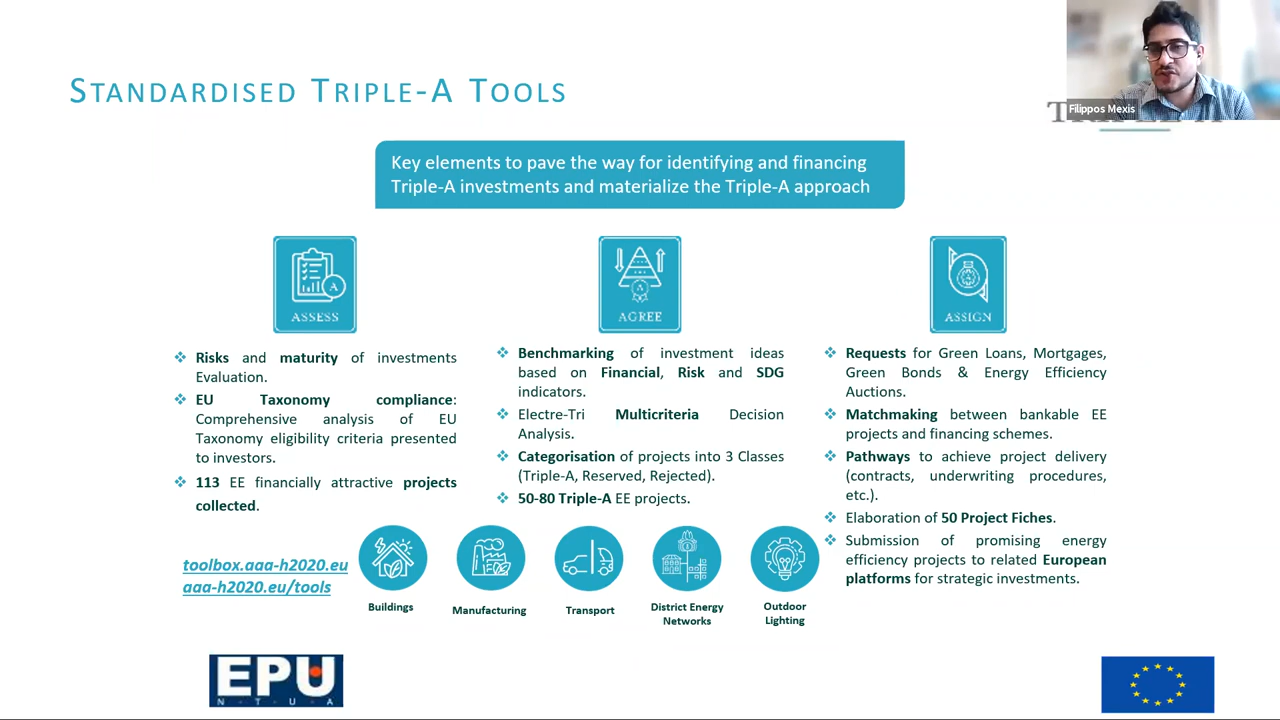 STANDARDISED TRIPLE-A TOOLS
Filippos Mexis
Key elements to pave the way for identifying and financing
Triple-A investments and materialize the Triple-A approach
ASSESS
❖ Risks and maturity of investments
Evaluation.
❖ EU Taxonomy compliance:
Comprehensive analysis of EU
Taxonomy eligibility criteria presented
to investors.
❖ 113 EE financially attractive projects
collected.
toolbox.aaa-h2020.eu
aaa-h2020.eu/tools
AGREE
❖ Benchmarking of investment ideas
based on Financial, Risk and SDG
indicators.
❖ Electre-Tri Multicriteria Decision
Analysis.
❖ Categorisation of projects into 3 Classes
(Triple-A, Reserved, Rejected).
❖ 50-80 Triple-A EE projects.
ASSIGN
❖ Requests for Green Loans, Mortgages,
Green Bonds & Energy Efficiency
Auctions.
❖ Matchmaking between bankable EE
projects and financing schemes.
❖ Pathways to achieve project delivery
(contracts, underwriting procedures,
etc.).
❖ Elaboration of 50 Project Fiches.
❖ Submission of promising energy
efficiency projects to related European
platforms for strategic investments.
Buildings
Manufacturing
Transport
District Energy
Networks
Outdoor
Lighting
EPU
N·T·U·A